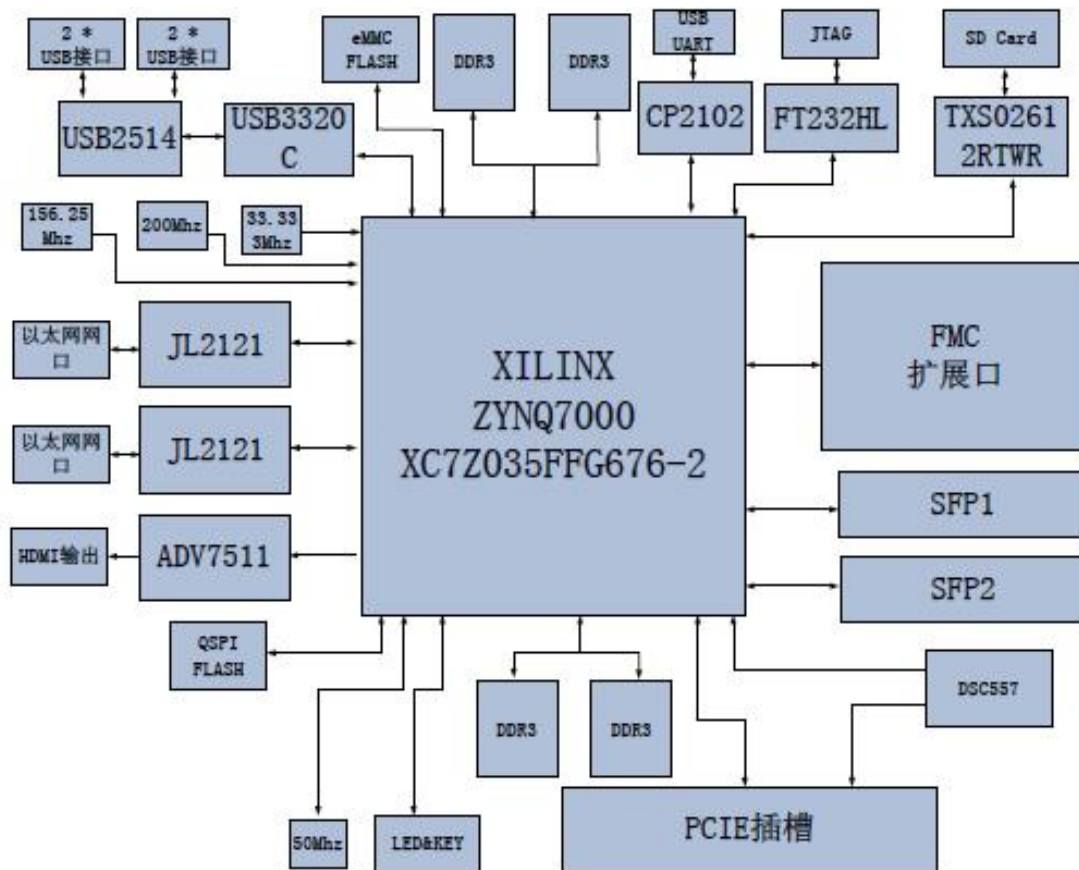 2 *
USB接口
2 *
USB接口
eMMC
FLASH
DDR3
DDR3
USB
UART
JTAG
SD Card
USB2514
USB3320
C
CP2102
FT232HL
TXS0261
2RTWR
156.25
Mhz
200Mhz
33.33
3Mhz
以太网网
口
JL2121
XILINX
ZYNQ7000
XC7Z035FFG676-2
FMC
扩展口
以太网网
口
JL2121
SFP1
HDMI输出
ADV7511
SFP2
QSPI
FLASH
DDR3
DDR3
DSC557
50Mhz
LED&KEY
PCIE插槽